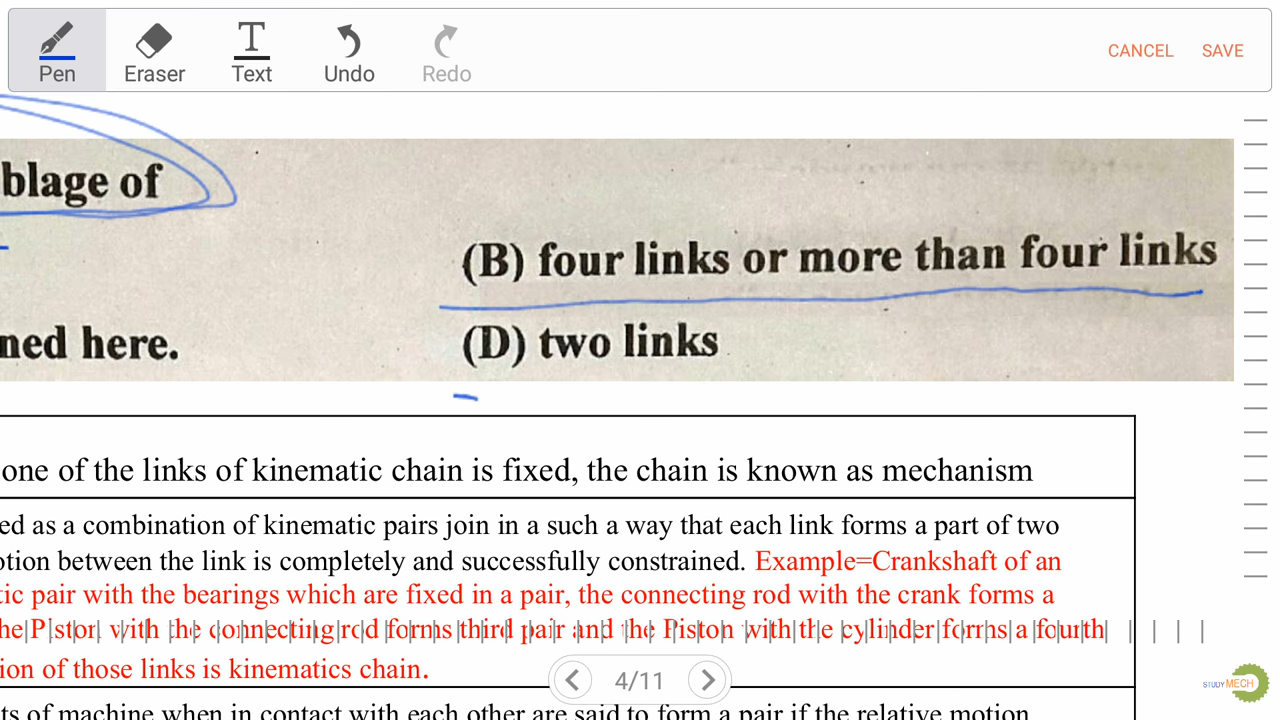 Pen Eraser Text Undo Redo CANCEL SAVE
blage of
(B) four links or more than four links
ned here. (D) two links
one of the links of kinematic chain is fixed, the chain is known as mechanism
ed as a combination of kinematic pairs join in a such a way that each link forms a part of two
otion between the link is completely and successfully constrained. Example=Crankshaft of an
tic pair with the bearings which are fixed in a pair, the connecting rod with the crank forms a
he Piston with the connecting rod forms third pair and the Piston with the cylinder forms a fourth
ion of those links is kinematics chain.
4/11
STUDY MECH
ts of machine when in contact with each other are said to form a pair if the relative motion